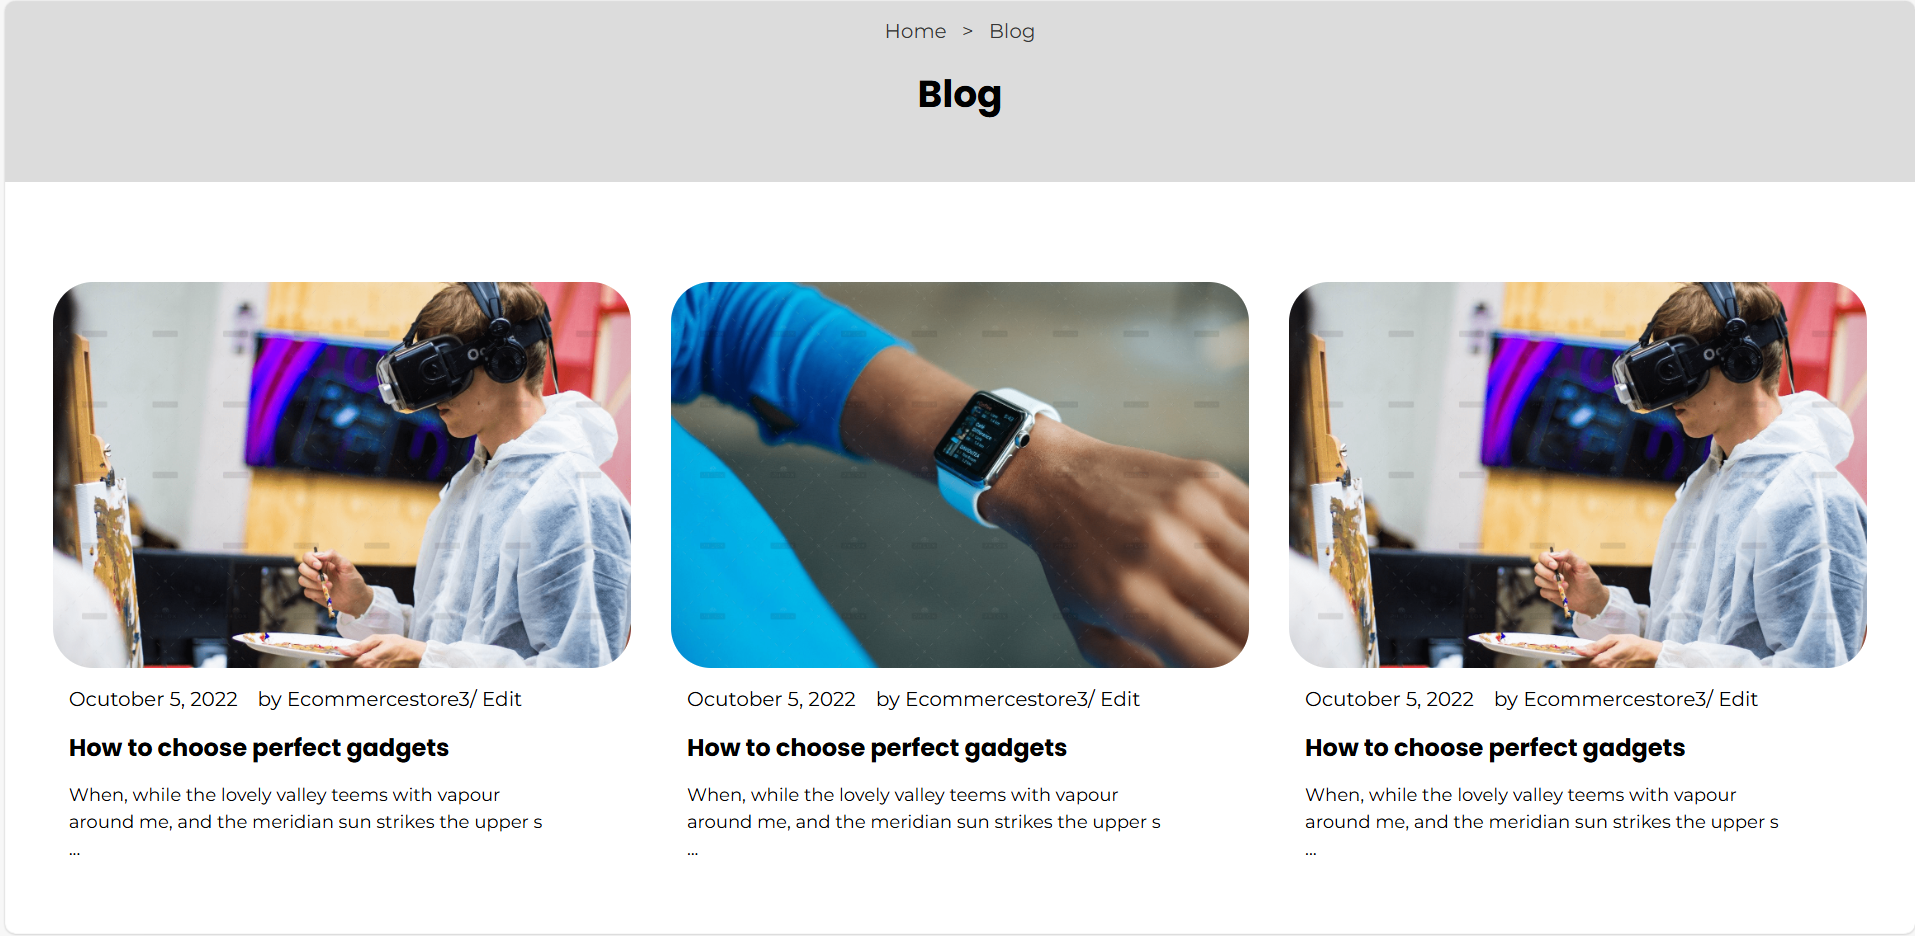 Home > Blog
Blog
Ocutober 5, 2022 by Ecommercestore3/ Edit
How to choose perfect gadgets
When, while the lovely valley teems with vapour
around me, and the meridian sun strikes the upper s
...
Ocutober 5, 2022 by Ecommercestore3/ Edit
How to choose perfect gadgets
When, while the lovely valley teems with vapour
around me, and the meridian sun strikes the upper s
...
Ocutober 5, 2022 by Ecommercestore3/ Edit
How to choose perfect gadgets
When, while the lovely valley teems with vapour
around me, and the meridian sun strikes the upper s
...